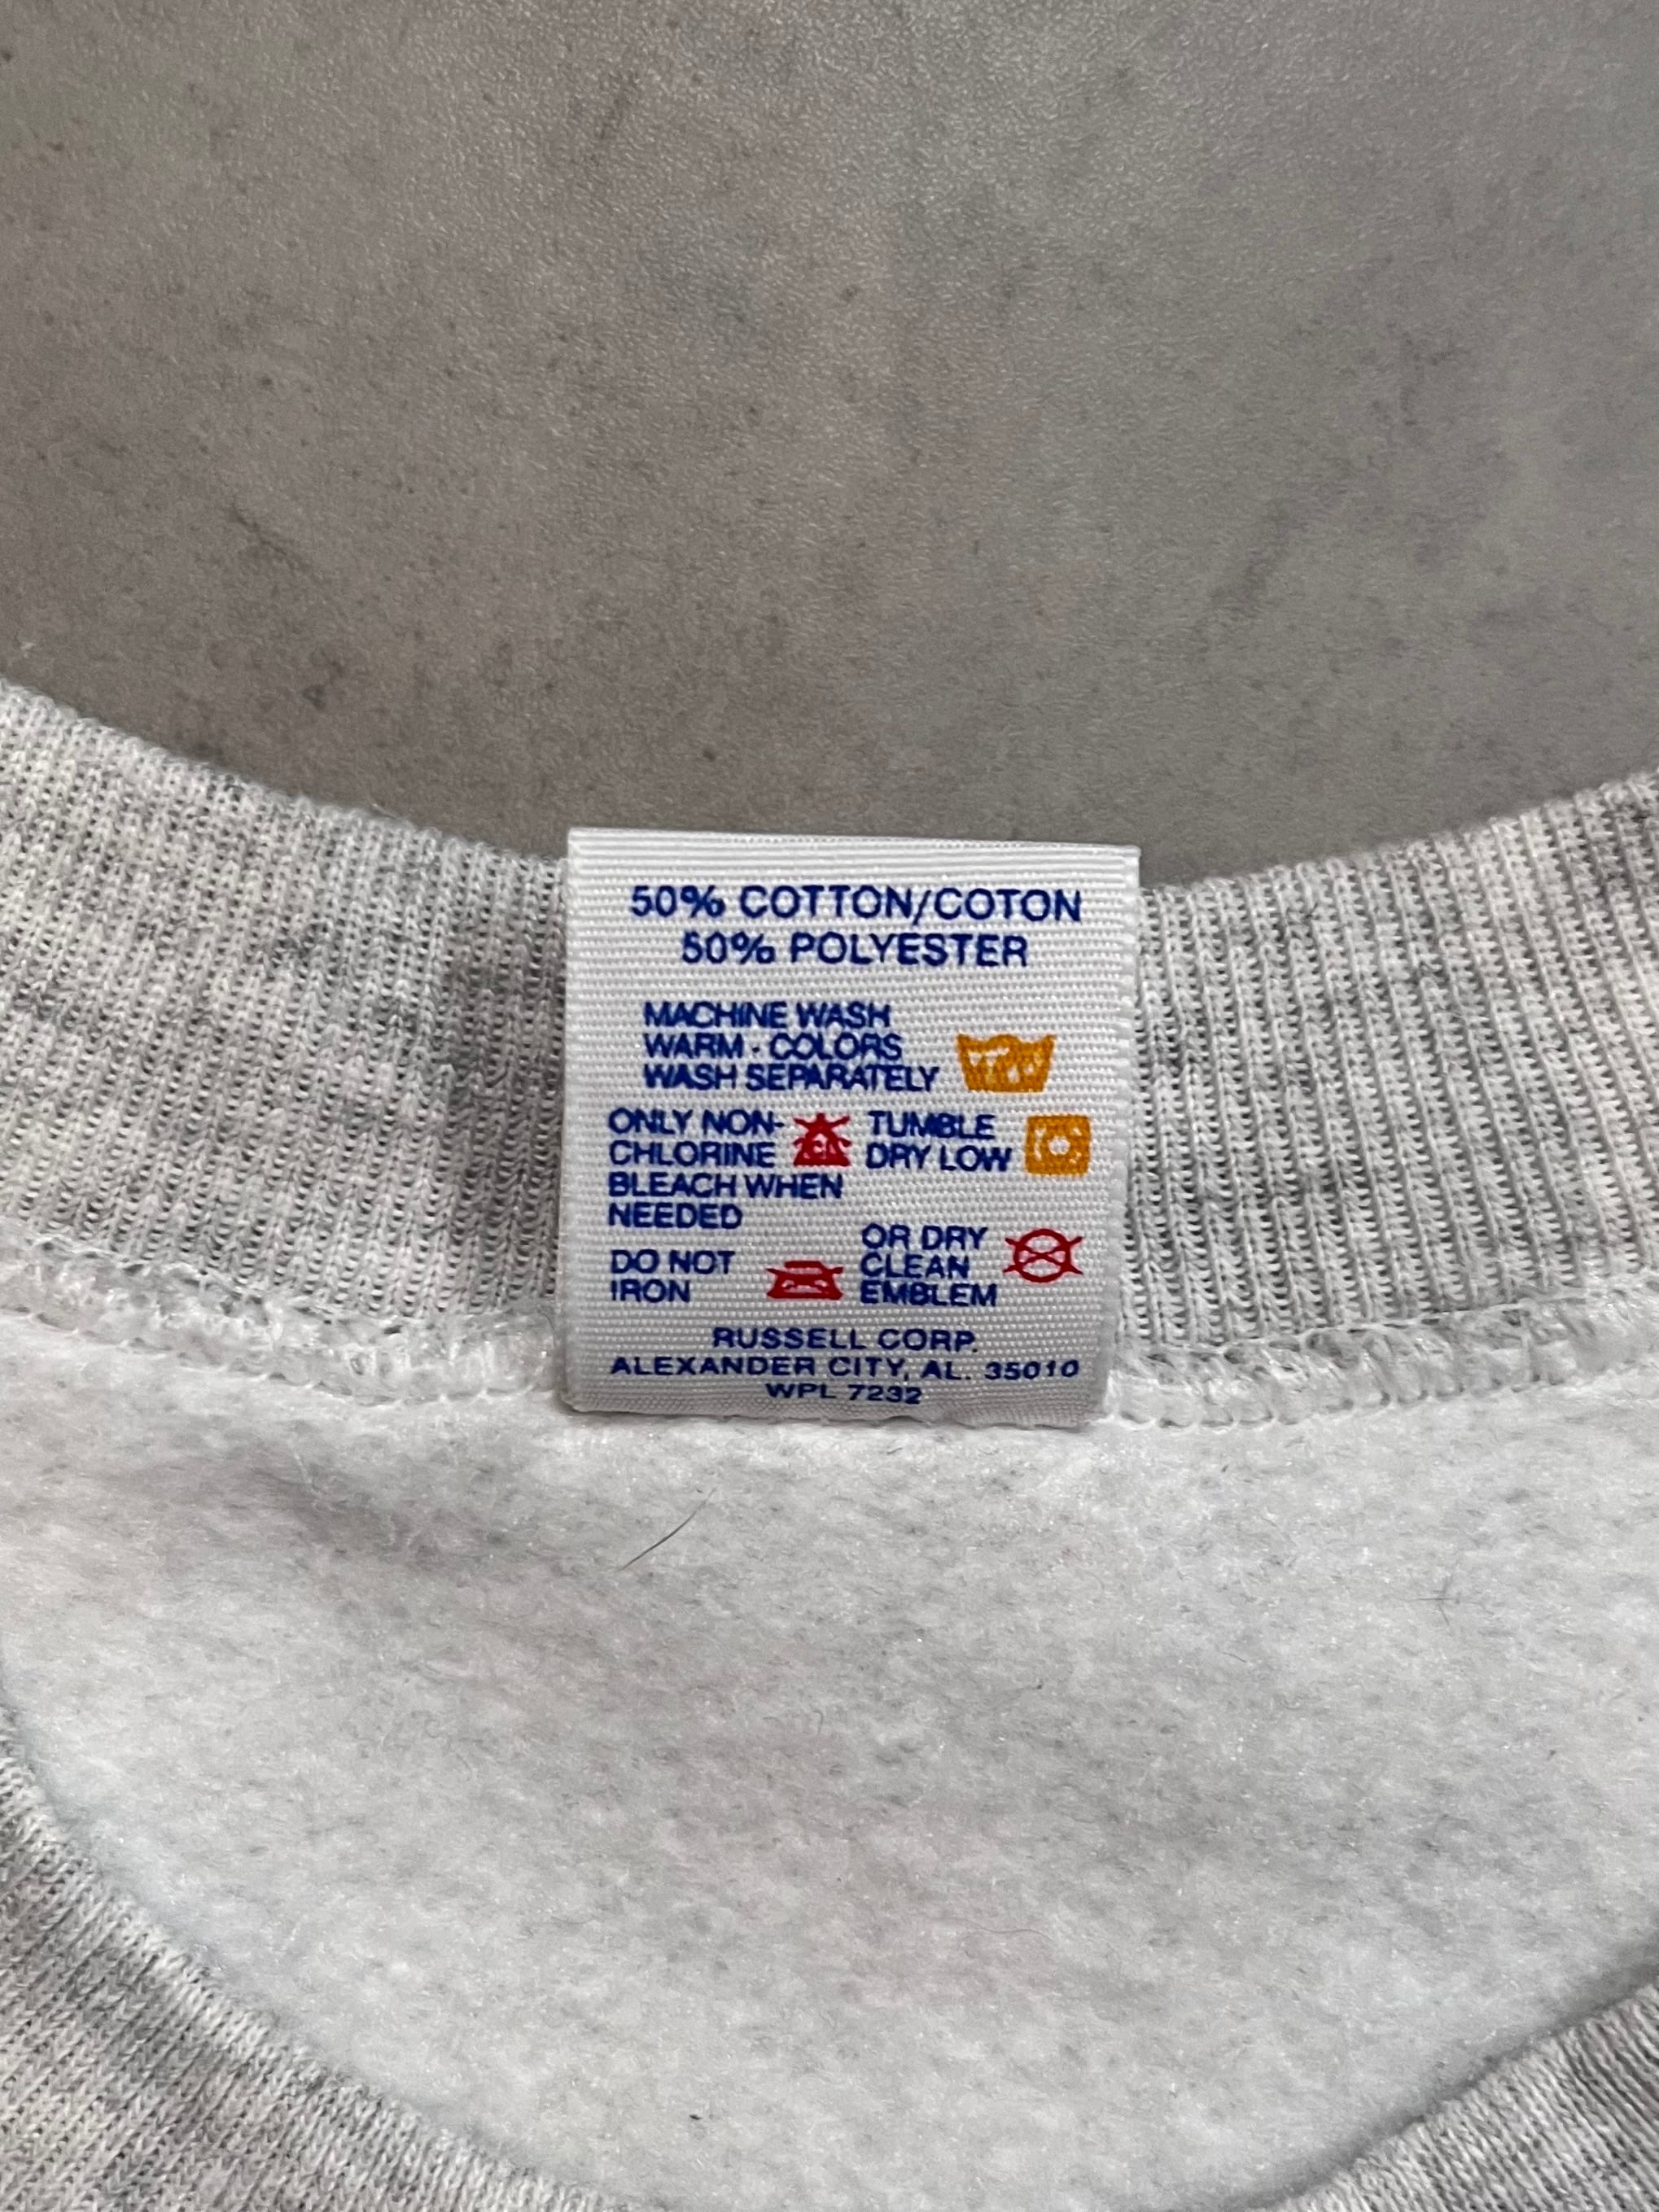 50% COTTON/COTON
50% POLYESTER
MACHINE WASH
WARM - COLORS
WASH SEPARATELY
ONLY NON-
CHLORINE
BLEACH WHEN
NEEDED
TUMBLE
DRY LOW
DO NOT
IRON
OR DRY
CLEAN
EMBLEM
RUSSELL CORP.
ALEXANDER CITY, AL. 35010
WPL 7232